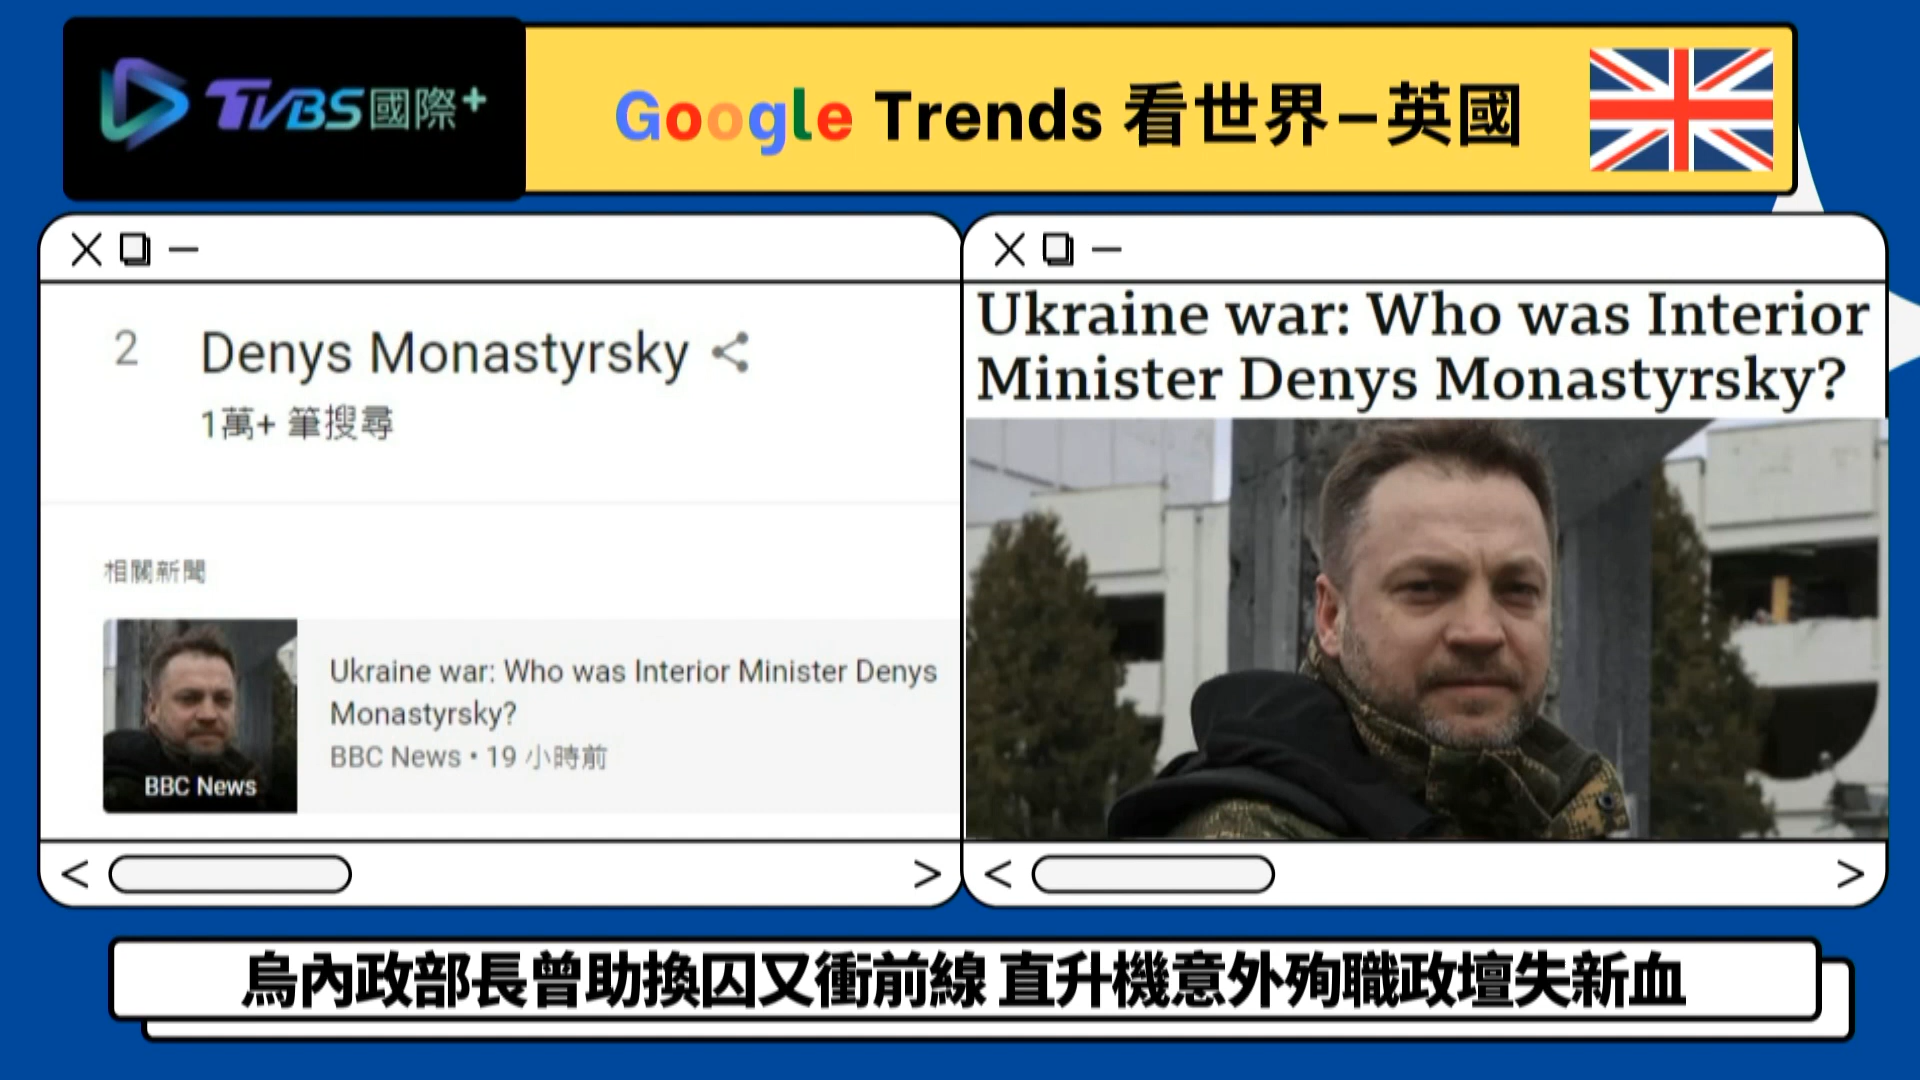 TVBS國際+
Google Trends 看世界-英國
2 Denys Monastyrsky
1萬+ 筆搜尋
相關新聞
BBC News
Ukraine war: Who was Interior Minister Denys
Monastyrsky?
BBC News • 19 小時前
Ukraine war: Who was Interior
Minister Denys Monastyrsky?
烏內政部長曾助換囚又衝前線 直升機意外殉職政壇失新血